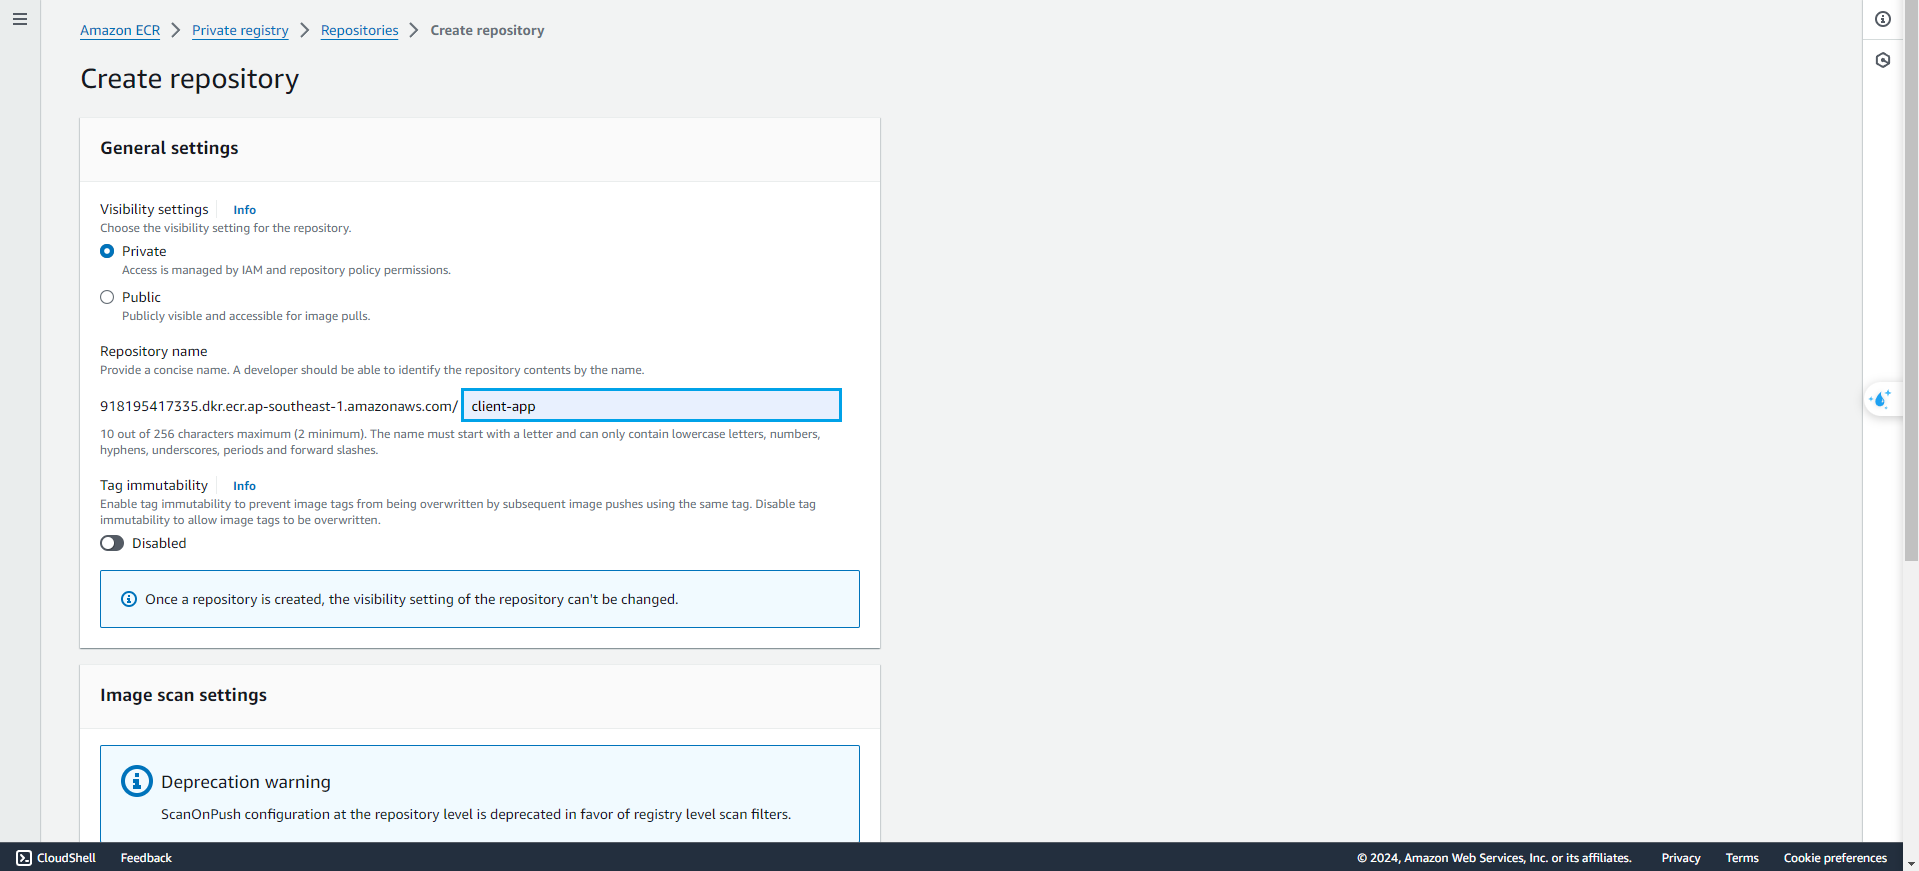 Amazon ECR > Private registry > Repositories > Create repository
Create repository
General settings
Visibility settings Info
Choose the visibility setting for the repository.
Private
Access is managed by IAM and repository policy permissions.
Public
Publicly visible and accessible for image pulls.
Repository name
Provide a concise name. A developer should be able to identify the repository contents by the name.
918195417335.dkr.ecr.ap-southeast-1.amazonaws.com/ client-app
10 out of 256 characters maximum (2 minimum). The name must start with a letter and can only contain lowercase letters, numbers,
hyphens, underscores, periods and forward slashes.
Tag immutability Info
Enable tag immutability to prevent image tags from being overwritten by subsequent image pushes using the same tag. Disable tag
immutability to allow image tags to be overwritten.
Disabled
Once a repository is created, the visibility setting of the repository can't be changed.
Image scan settings
Deprecation warning
ScanOnPush configuration at the repository level is deprecated in favor of registry level scan filters.
CloudShell Feedback © 2024, Amazon Web Services, Inc. or its affiliates. Privacy Terms Cookie preferences